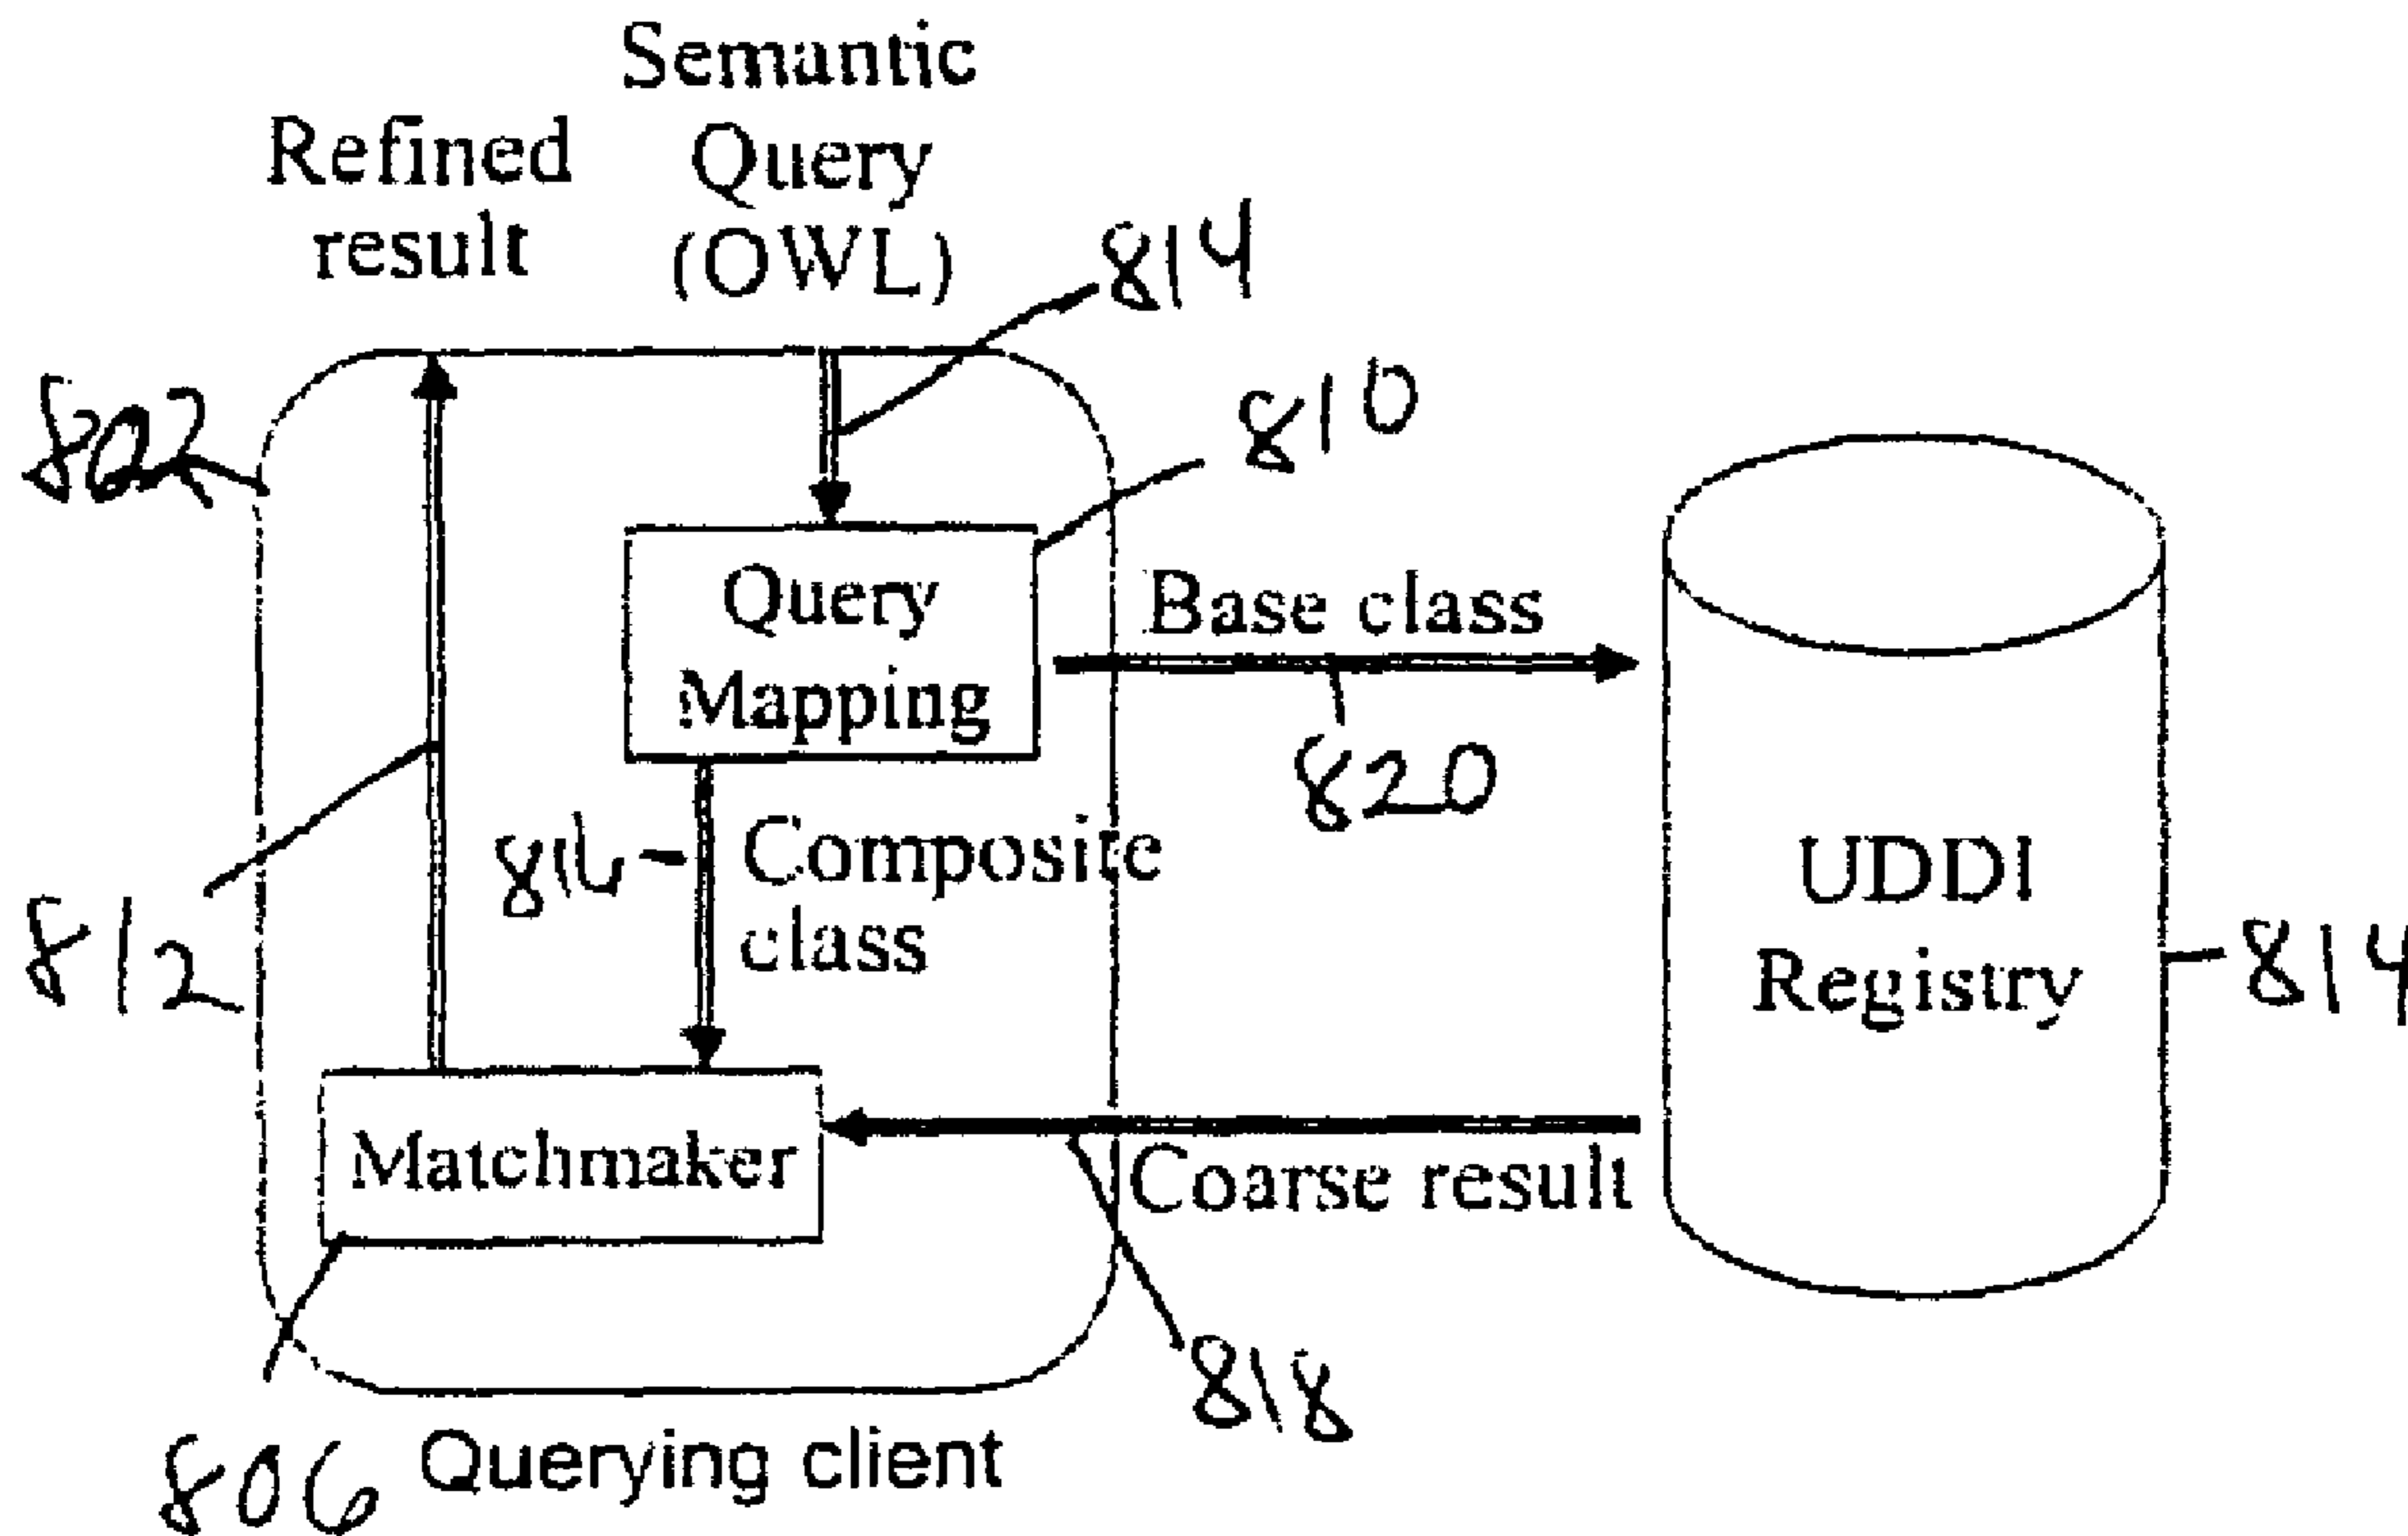 Semantic
Query
(OWL)
Refined
result
814
802
810
Query
Mapping
Base class
820
816
Composite
class
812
UDDI
Registry
814
Matchmaker
Coarse result
818
806
Querying client